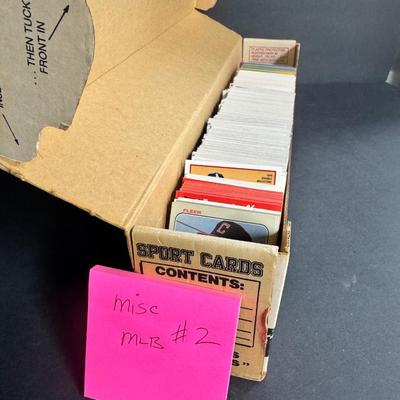 ... THEN TUCK
FRONT IN
FLEER
C
SPORT CARDS
CONTENTS:
misc
MLB #2
S"